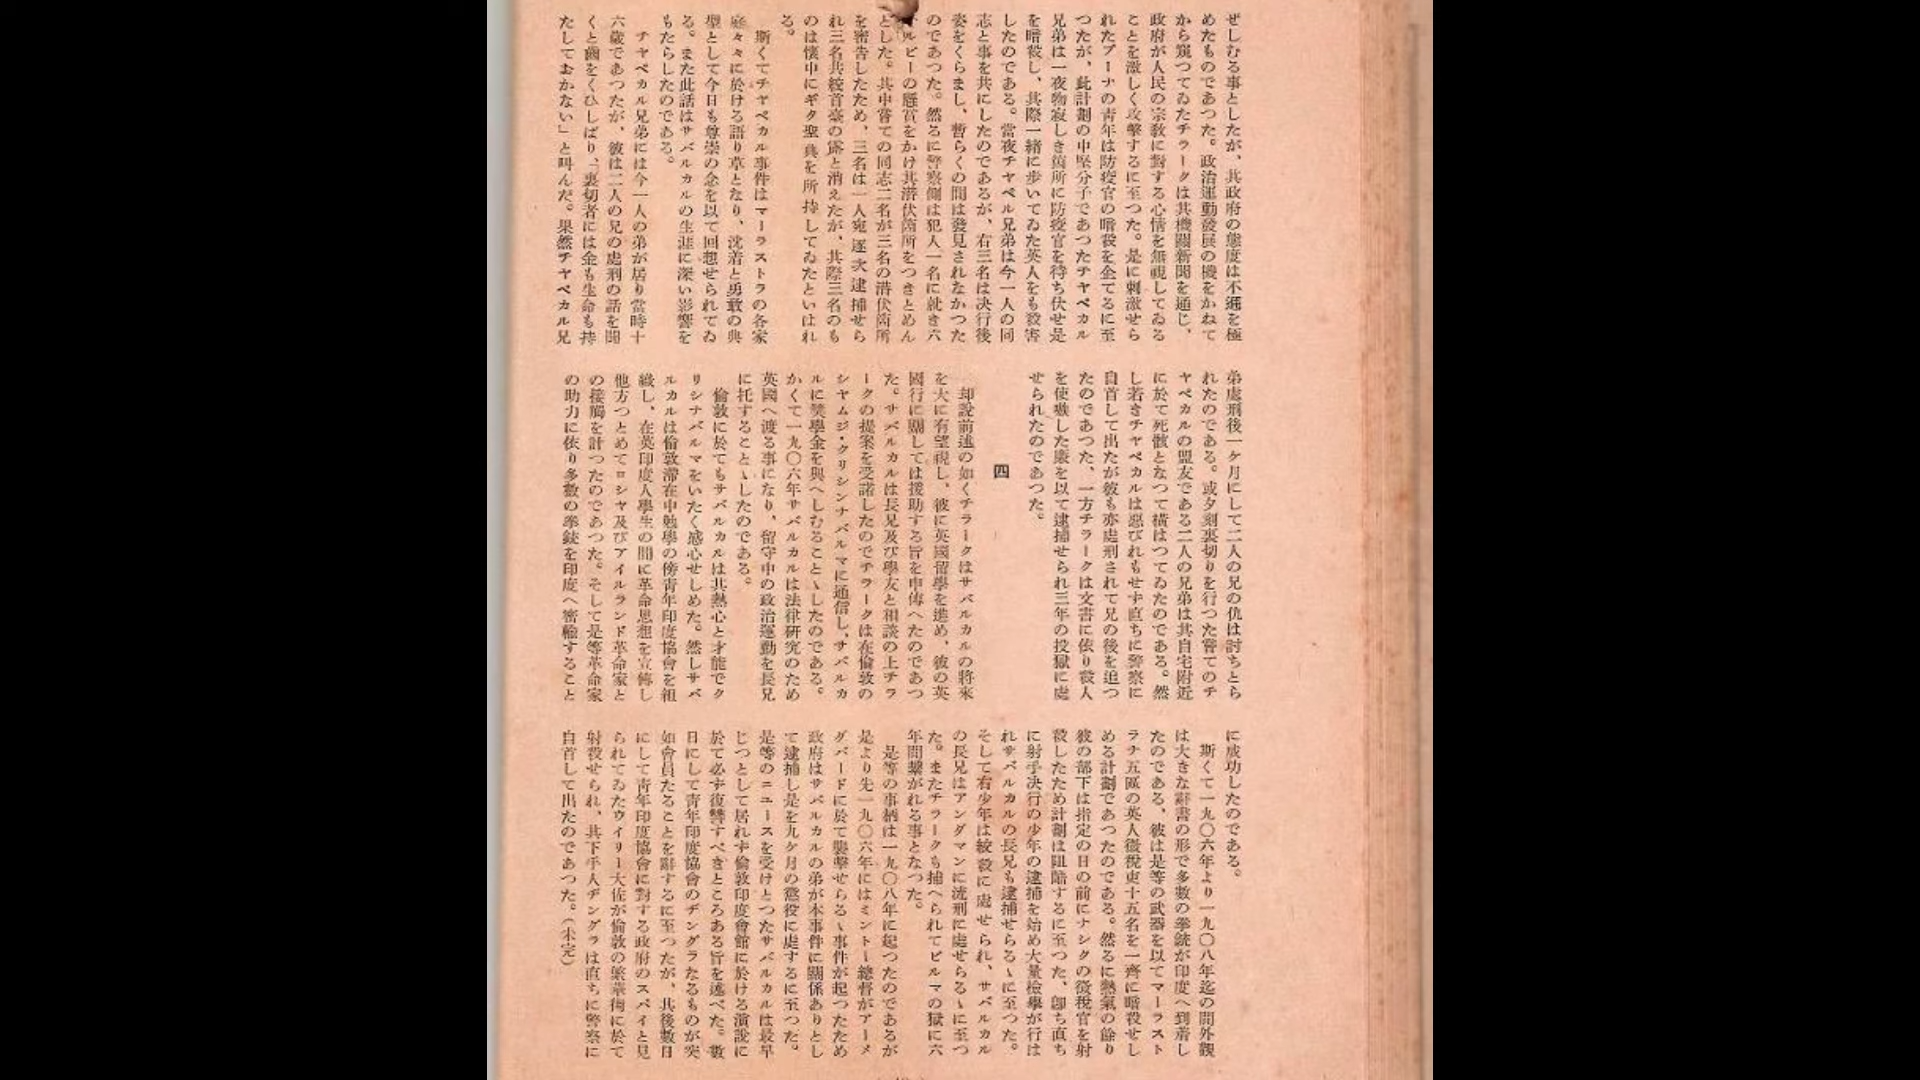 ぜしむる事としたが、其政府の態度は不遜を極
めたものであつた。政治運動發展の機をかねて
から窺つてゐたチラークは其機關新聞を通じ、
政府が人民の宗教に對する心情を無視してゐる
ことを激しく攻撃するに至つた。是に刺激せら
れたプーナの靑年は防疫官の暗殺を企てるに至
つたが、此計劃の中堅分子であつたチヤペカル
兄弟は一夜物寂しき箇所に防疫官を待ち伏せ是
を暗殺し、其際一緒に歩いてゐた英人をも殺害
したのである。當夜チヤペカル兄弟は今一人の同
志と事を共にしたのであるが、右三名は決行後
姿をくらまし、暫らくの間は發見されなかつた
のであつた。然るに警察側は犯人一名に就き六
ルピーの懸賞をかけ其潜伏箇所をつきとめん
とした。其中嘗ての同志二名が三名の潜伏箇所
を密告したため、三名は一人宛逐次逮捕せら
れ三名共絞首臺の露と消えたが、其際三名のも
のは懷中にギタ聖典を所持してゐたといはれ
る。
斯くてチヤペカル事件はマーラストラの各家
庭々々に於ける語り草となり、沈着と勇敢の典
型として今日も尊崇の念を以て回想せられてゐ
る。また此話はサバルカルの生涯に深い影響を
もたらしたのである。
チヤペカル兄弟には今一人の弟が居り當時十
六歳であつたが、彼は二人の兄の處刑の話を聞
くと齒をくひしばり、「裏切者には金も生命も持
たしておかない」と叫んだ。果然チヤペカル兄
弟處刑後一ケ月にして二人の兄の仇は討ちとら
れたのである。或夕刻裏切りを行つた嘗てのチ
ヤペカルの盟友である二人の兄弟は其自宅附近
に於て死骸となつて横はつてゐたのである。然
し若きチヤペカルは惡びれもせず直ちに警察に
自首して出たが彼も亦處刑されて兄の後を追つ
たのであつた、一方チラークは文書に依り殺人
を使嗾した廉を以て逮捕せられ三年の投獄に處
せられたのであつた。
四
却說前述の如くチラークはサバルカルの將來
を大に有望視し、彼に英國留學を進め、彼の英
國行に關しては援助する旨を申傳へたのであつ
た。サバルカルは長兄及び學友と相談の上チラ
ークの提案を受諾したのでチラークは在倫敦の
シヤムジ・クリシンナバルマに通信し、サバルカ
ルに奬學金を與へしむることゝしたのである。
かくて一九〇六年サバルカルは法律研究のため
英國へ渡る事になり、留守中の政治運動を長兄
に托することゝしたのである。
倫敦に於てもサバルカルは其熱心と才能でク
リシナバルマをいたく感心せしめた。然しサバ
ルカルは倫敦滯在中勉學の傍靑年印度協會を組
織し、在英印度人學生の間に革命思想を宣傳し
他方つとめてロシヤ及びアイルランド革命家と
の接觸を計つたのであつた。そして是等革命家
の助力に依り多數の拳銃を印度へ密輸すること
に成功したのである。
斯くて一九〇六年より一九〇八年迄の間外觀
は大きな辭書の形で多數の拳銃が印度へ到着し
たのである、彼は是等の武器を以てマーラスト
ラナ五區の英人徵稅吏十五名を一齊に暗殺せし
める計劃であつたのである。然るに熱氣の餘り
彼の部下は指定の日の前にナシクの徵稅官を射
殺したため計劃は阻齬するに至つた、卽ち直ち
に射手決行の少年の逮捕を始め大量檢擧が行は
れサバルカルの長兄も逮捕せらるゝに至つた。
そして右少年は絞殺に處せられ、サバルカル
の長兄はアンダマンに流刑に處せらるゝに至つ
た。またチラークも捕へられてビルマの獄に六
年間繫がれる事となつた。
是等の事柄は一九〇八年に起つたのであるが
是より先一九〇六年にはミントー總督がアーメ
ダバードに於て襲擊せらるゝ事件が起つたため
政府はサバルカルの弟が本事件に關係ありとし
て逮捕し是を九ケ月の懲役に處するに至つた。
是等のニュースを受けとつたサバルカルは最早
じつとして居れず倫敦印度會館に於ける演說に
於て必ず復讐すべきところある旨を述べた。數
日にして靑年印度協會のヂングラなるものが突
如會員たることを辭するに至つたが、其後數日
にして靑年印度協會に對する政府のスパイと見
られてゐたウイリー大佐が倫敦の繁華街に於て
射殺せられ、其下手人ヂングラは直ちに警察に
自首して出たのであつた。(未完)